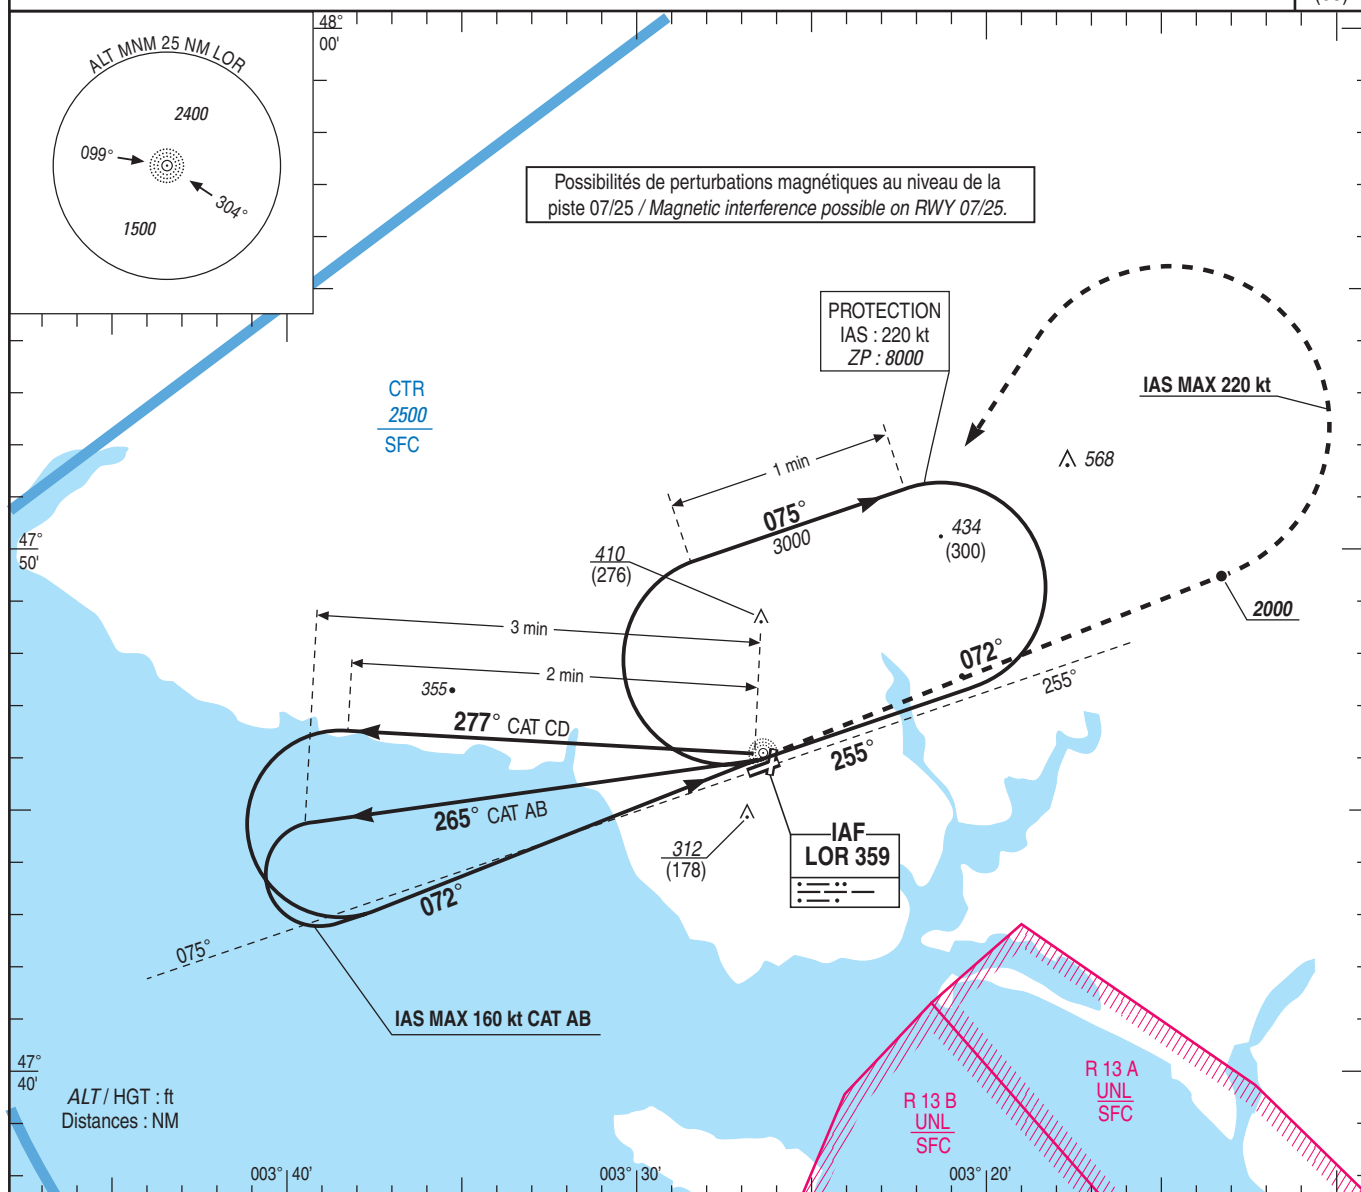 ALT MNM 25 NM LOR
2400
099°
304°
1500
48°
00'
Possibilités de perturbations magnétiques au niveau de la
piste 07/25 / Magnetic interference possible on RWY 07/25.
PROTECTION
IAS : 220 kt
ZP : 8000
IAS MAX 220 kt
CTR
2500
SFC
568
1 min
075°
3000
434
(300)
47°
50'
410
(276)
2000
3 min
2 min
355
072°
255°
277° CAT CD
255°
265° CAT AB
IAF
LOR 359
312
(178)
072°
075°
IAS MAX 160 kt CAT AB
47°
40'
ALT / HGT : ft
Distances : NM
R 13 A
UNL
SFC
R 13 B
UNL
SFC
003° 40'
003° 30'
003° 20'